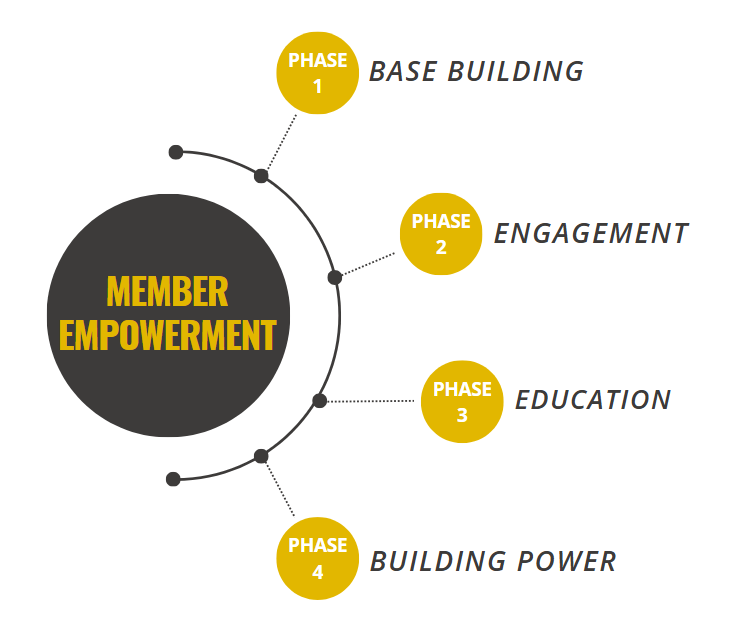 PHASE
1
BASE BUILDING
PHASE
2
ENGAGEMENT
MEMBER
EMPOWERMENT
PHASE
3
EDUCATION
PHASE
4
BUILDING POWER